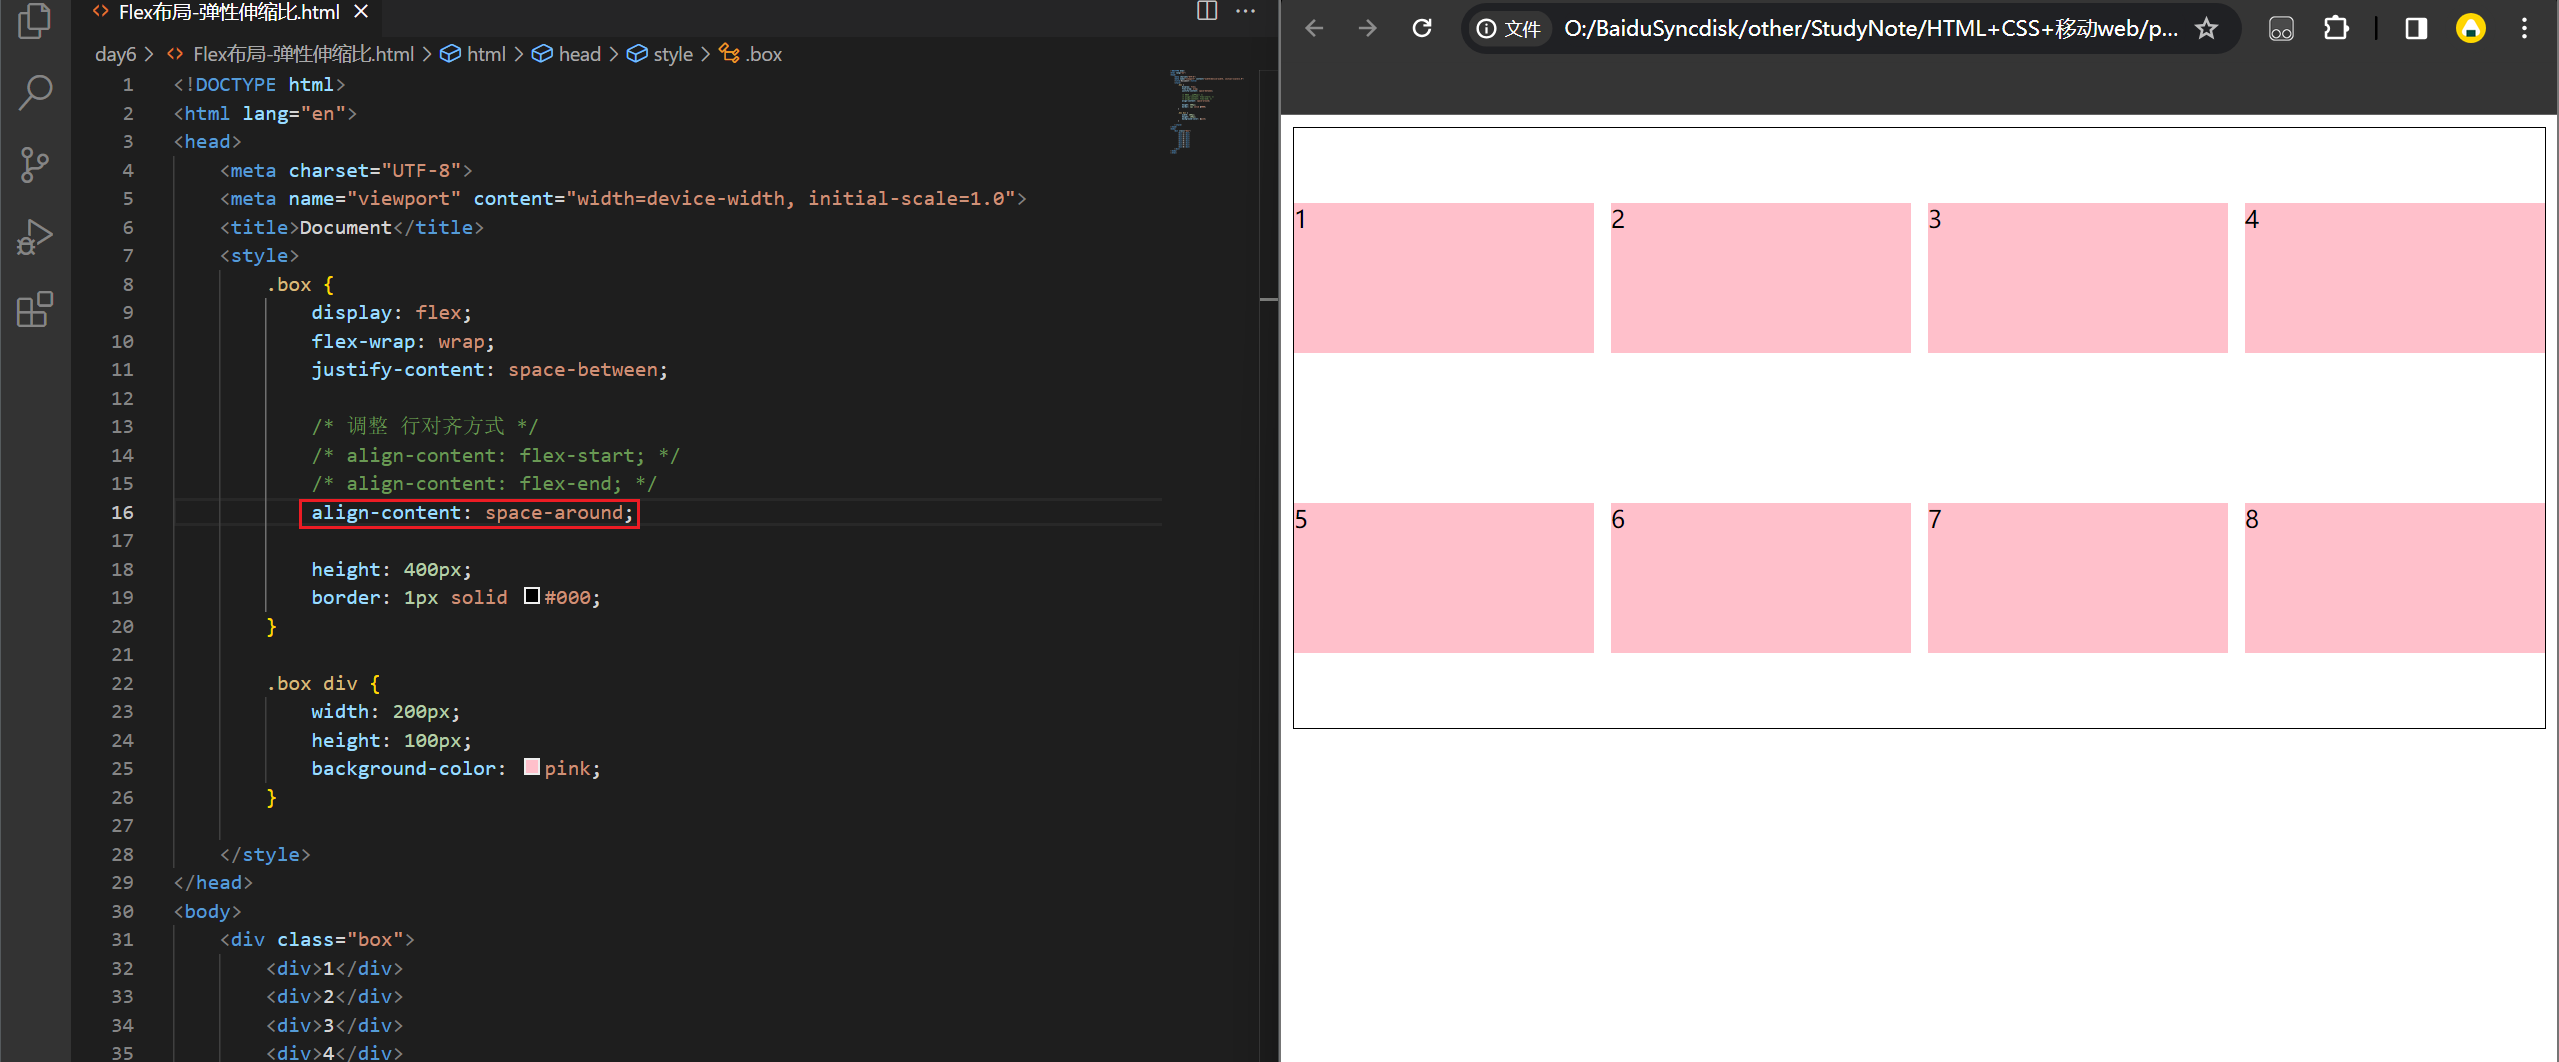 Flex布局-弹性伸缩比.html
day6 > Flex布局-弹性伸缩比.html > html > head > style > .box
1 <!DOCTYPE html>
2 <html lang="en">
3 <head>
4 <meta charset="UTF-8">
5 <meta name="viewport" content="width=device-width, initial-scale=1.0">
6 <title>Document</title>
7 <style>
8 .box {
9 display: flex;
10 flex-wrap: wrap;
11 justify-content: space-between;
12
13 /* 调整 行对齐方式 */
14 /* align-content: flex-start; */
15 /* align-content: flex-end; */
16 align-content: space-around;
17
18 height: 400px;
19 border: 1px solid #000;
20 }
21
22 .box div {
23 width: 200px;
24 height: 100px;
25 background-color: pink;
26 }
27
28 </style>
29 </head>
30 <body>
31 <div class="box">
32 <div>1</div>
33 <div>2</div>
34 <div>3</div>
35 <div>4</div>
文件 O:/BaiduSyncdisk/other/StudyNote/HTML+CSS+移动web/p...
1 2 3 4
5 6 7 8